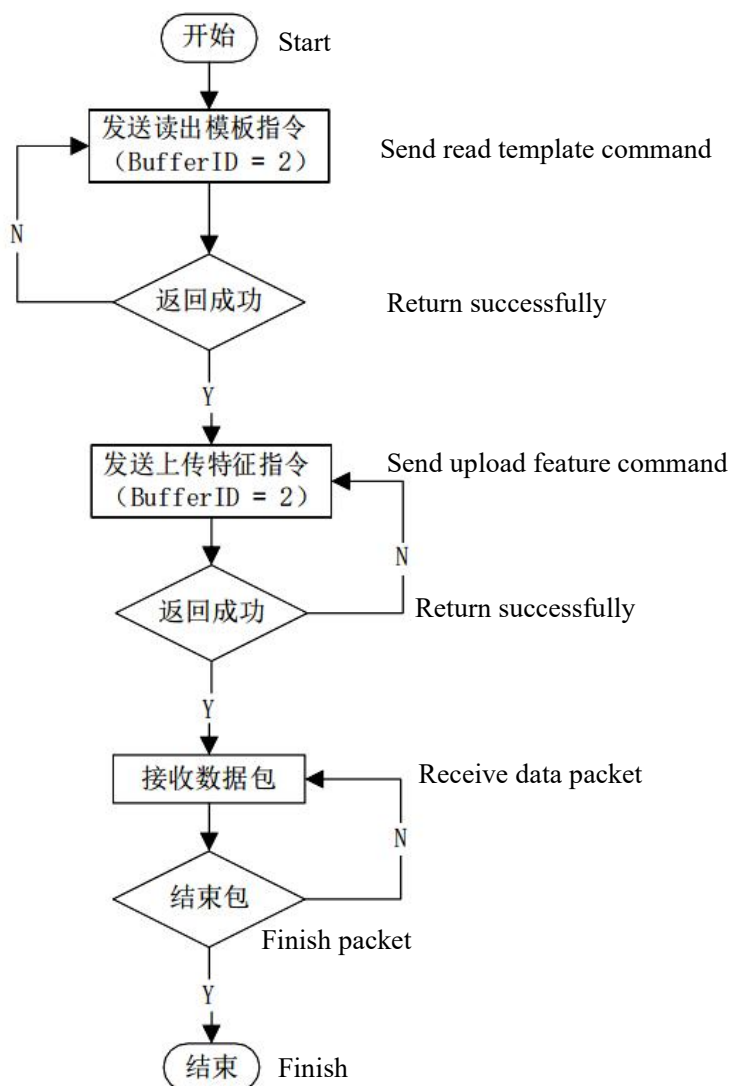 开始 Start
发送读出模板指令
（BufferID = 2） Send read template command
N
返回成功 Return successfully
Y
发送上传特征指令 Send upload feature command
（BufferID = 2）
N
返回成功 Return successfully
Y
接收数据包 Receive data packet
N
结束包
Finish packet
Y
结束 Finish